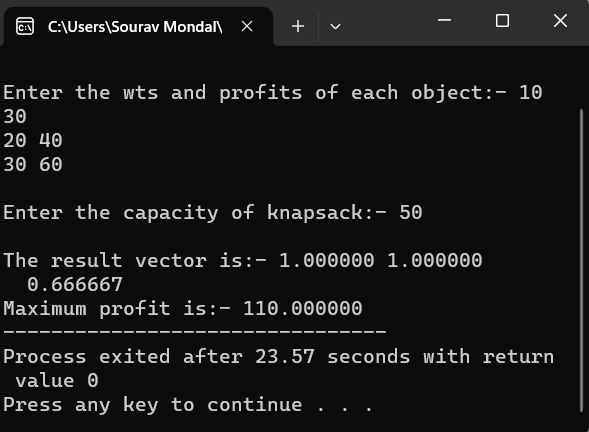 C:\Users\Sourav Mondal\
Enter the wts and profits of each object:- 10
30
20 40
30 60
Enter the capacity of knapsack:- 50
The result vector is:- 1.000000 1.000000
0.666667
Maximum profit is:- 110.000000
--------------------------------
Process exited after 23.57 seconds with return
value 0
Press any key to continue . . .